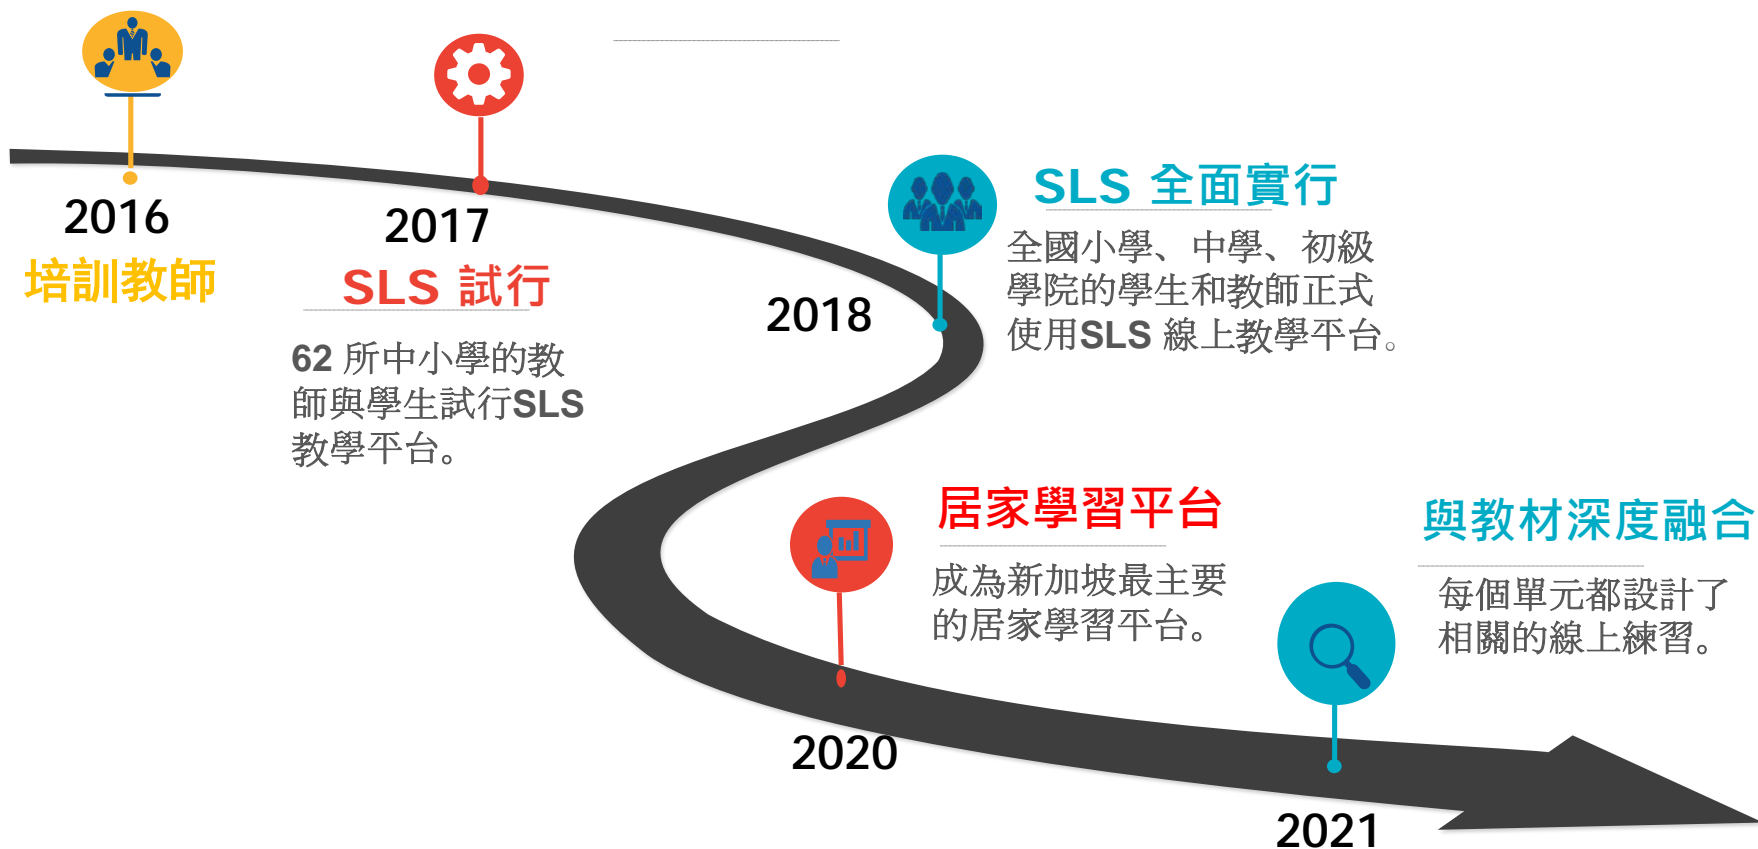 2016
培訓教師
2017
SLS 試行
62 所中小學的教
師與學生試行SLS
教學平台。
2018
SLS 全面實行
全國小學、中學、初級
學院的學生和教師正式
使用SLS 線上教學平台。
2020
居家學習平台
成為新加坡最主要
的居家學習平台。
2021
與教材深度融合
每個單元都設計了
相關的線上練習。